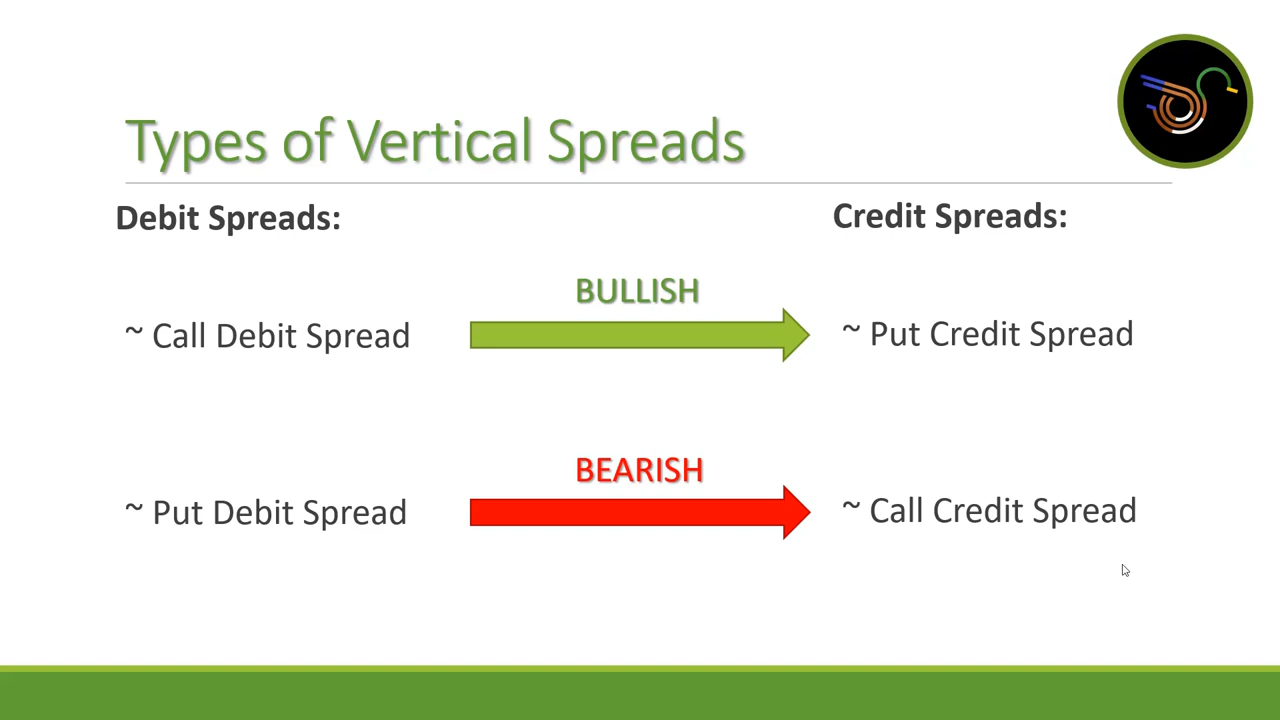 Types of Vertical Spreads
Debit Spreads:
Credit Spreads:
BULLISH
~ Call Debit Spread
~ Put Credit Spread
BEARISH
~ Put Debit Spread
~ Call Credit Spread